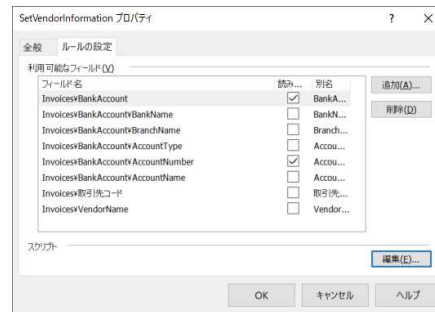 SetVendorInformation プロパティ ? ×
全般 ルールの設定
利用可能なフィールド(V)
フィールド名 読み... 別名
Invoices¥BankAccount BankA...
Invoices¥BankAccount¥BankName BankN...
Invoices¥BankAccount¥BranchName Branch...
Invoices¥BankAccount¥AccountType Accou...
Invoices¥BankAccount¥AccountNumber Accou...
Invoices¥BankAccount¥AccountName Accou...
Invoices¥取引先コード 取引先...
Invoices¥VendorName Vendor...
追加(A)...
削除(D)
スクリプト
編集(E)...
OK キャンセル ヘルプ